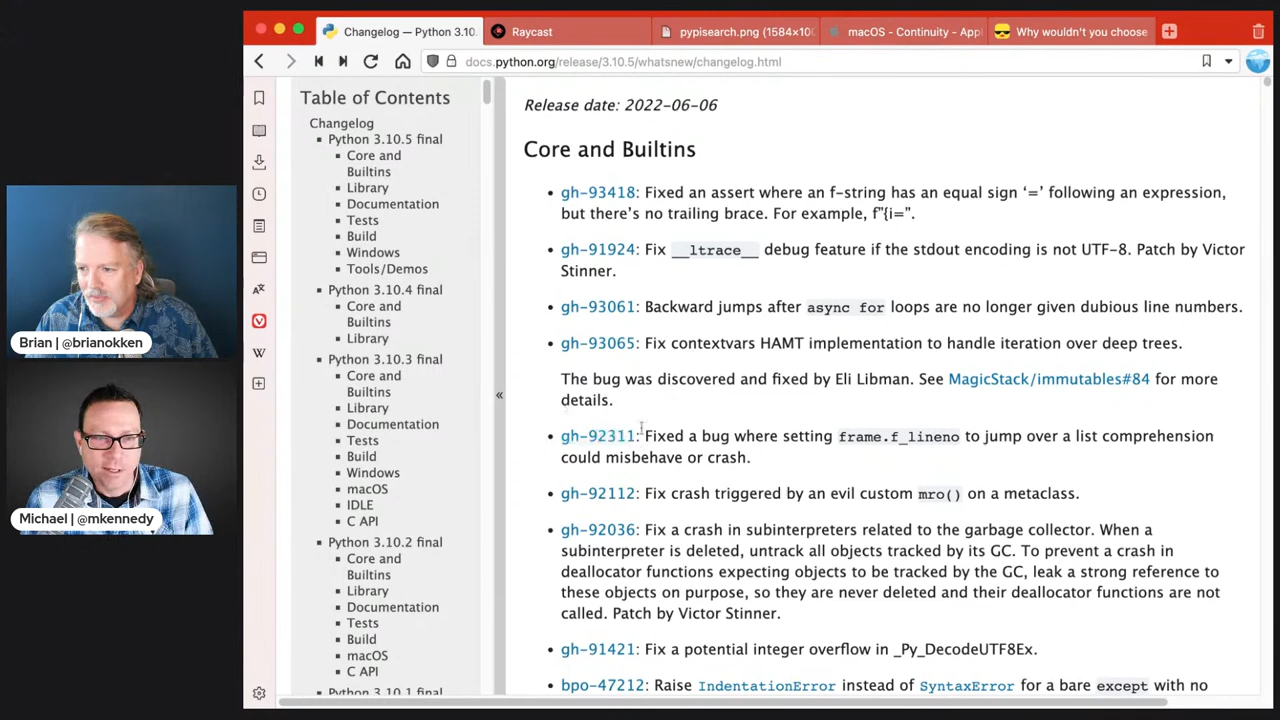 Changelog — Python 3.10.
Raycast
pypisearch.png (1584×10
macOS - Continuity - Appl
Why wouldn't you choose
docs.python.org/release/3.10.5/whatsnew/changelog.html
Table of Contents
Changelog
Python 3.10.5 final
Core and
Builtins
Library
Documentation
Tests
Build
Windows
Tools/Demos
Python 3.10.4 final
Core and
Builtins
Library
Python 3.10.3 final
Core and
Builtins
Library
Documentation
Tests
Build
Windows
macOS
IDLE
C API
Python 3.10.2 final
Core and
Builtins
Library
Documentation
Tests
Build
macOS
C API
Python 3.10.1 final
«
Release date: 2022-06-06
Core and Builtins
gh-93418: Fixed an assert where an f-string has an equal sign ‘=’ following an expression,
but there’s no trailing brace. For example, f”{i=”.
gh-91924: Fix __ltrace__ debug feature if the stdout encoding is not UTF-8. Patch by Victor
Stinner.
gh-93061: Backward jumps after async for loops are no longer given dubious line numbers.
gh-93065: Fix contextvars HAMT implementation to handle iteration over deep trees.
The bug was discovered and fixed by Eli Libman. See MagicStack/immutables#84 for more
details.
gh-92311: Fixed a bug where setting frame.f_lineno to jump over a list comprehension
could misbehave or crash.
gh-92112: Fix crash triggered by an evil custom mro() on a metaclass.
gh-92036: Fix a crash in subinterpreters related to the garbage collector. When a
subinterpreter is deleted, untrack all objects tracked by its GC. To prevent a crash in
deallocator functions expecting objects to be tracked by the GC, leak a strong reference to
these objects on purpose, so they are never deleted and their deallocator functions are not
called. Patch by Victor Stinner.
gh-91421: Fix a potential integer overflow in _Py_DecodeUTF8Ex.
bpo-47212: Raise IndentationError instead of SyntaxError for a bare except with no
Brian | @brianokken
Michael | @mkennedy